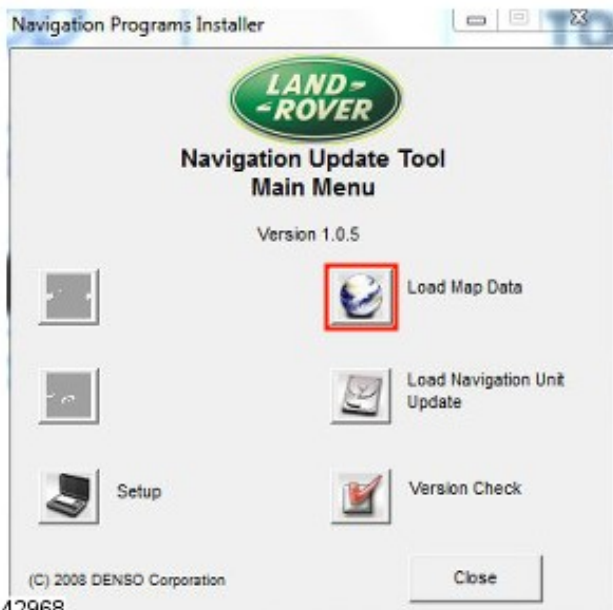 Navigation Programs Installer
LAND-
-ROVER
Navigation Update Tool
Main Menu
Version 1.0.5
Load Map Data
Load Navigation Unit
Update
Setup
Version Check
(C) 2008 DENSO Corporation
Close
42968